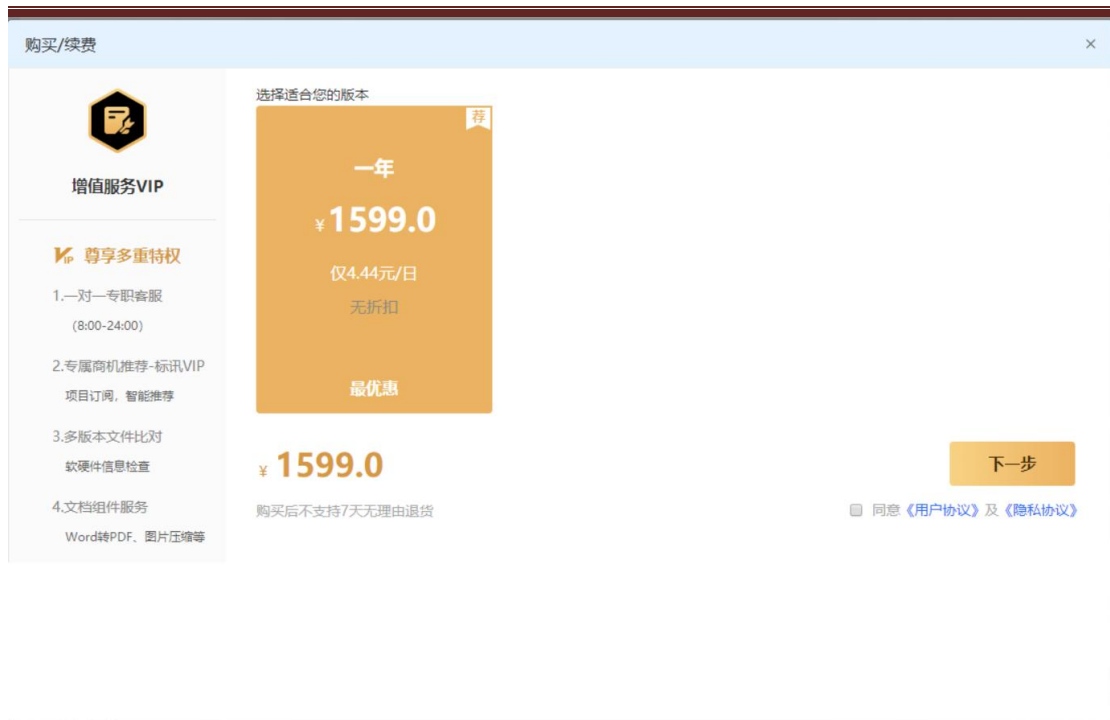 购买/续费
×
增值服务VIP
VIP 尊享多重特权
1.一对一专职客服
(8:00-24:00)
2.专属商机推荐-标讯VIP
项目订阅，智能推荐
3.多版本文件比对
软硬件信息检查
4.文档组件服务
Word转PDF、图片压缩等
选择适合您的版本
荐
一年
¥1599.0
仅4.44元/日
无折扣
最优惠
¥ 1599.0
购买后不支持7天无理由退货
下一步
同意《用户协议》及《隐私协议》